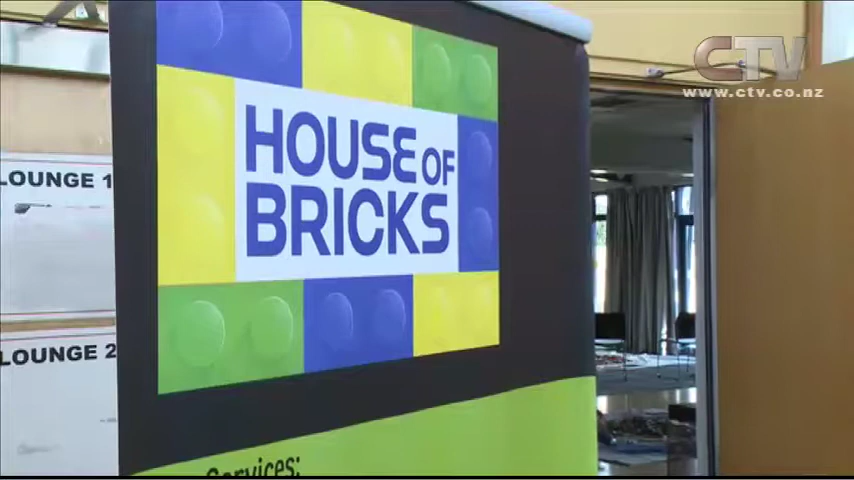 CTV
www.ctv.co.nz
HOUSE OF
BRICKS
LOUNGE 1
LOUNGE 2
Services: